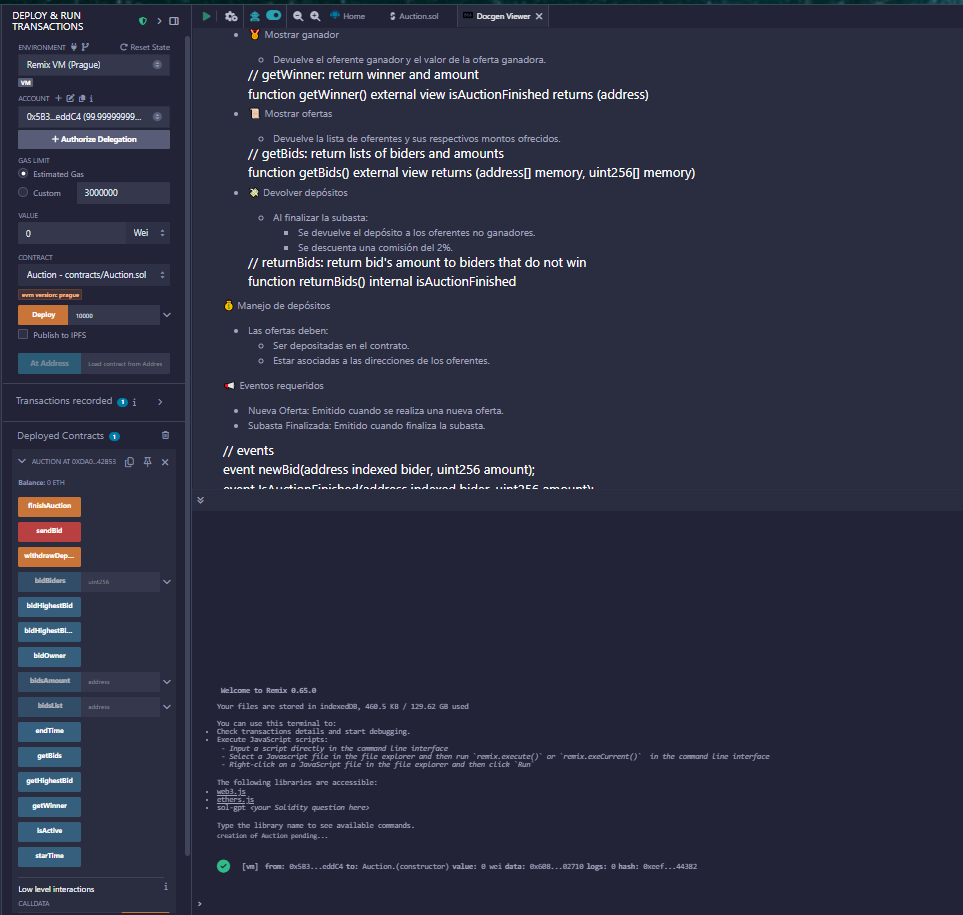 DEPLOY & RUN
TRANSACTIONS
ENVIRONMENT
Reset State
Remix VM (Prague)
VM
ACCOUNT
0x5B3...eddC4 (99.99999999...
Authorize Delegation
GAS LIMIT
Estimated Gas
Custom
3000000
VALUE
0
Wei
CONTRACT
Auction - contracts/Auction.sol
evm version: prague
Deploy
10000
Publish to IPFS
At Address
Load contract from Addres
Transactions recorded 1
Deployed Contracts 1
AUCTION AT 0XDA0...42B53
Balance: 0 ETH
finishAuction
sendBid
withdrawDep...
bidBiders
uint256
bidHighestBid
bidHighestBi...
bidOwner
bidsAmount
address
bidsList
address
endTime
getBids
getHighestBid
getWinner
isActive
starTime
Low level interactions
CALLDATA
Home
Auction.sol
Docgen Viewer
Mostrar ganador
Devuelve el oferente ganador y el valor de la oferta ganadora.
// getWinner: return winner and amount
function getWinner() external view isAuctionFinished returns (address)
Mostrar ofertas
Devuelve la lista de oferentes y sus respectivos montos ofrecidos.
// getBids: return lists of biders and amounts
function getBids() external view returns (address[] memory, uint256[] memory)
Devolver depósitos
Al finalizar la subasta:
Se devuelve el depósito a los oferentes no ganadores.
Se descuenta una comisión del 2%.
// returnBids: return bid's amount to biders that do not win
function returnBids() internal isAuctionFinished
Manejo de depósitos
Las ofertas deben:
Ser depositadas en el contrato.
Estar asociadas a las direcciones de los oferentes.
Eventos requeridos
Nueva Oferta: Emitido cuando se realiza una nueva oferta.
Subasta Finalizada: Emitido cuando finaliza la subasta.
// events
event newBid(address indexed bider, uint256 amount);
event IsAuctionFinished(address indexed bider, uint256 amount);
Welcome to Remix 0.65.0
Your files are stored in indexedDB, 460.5 KB / 129.62 GB used
You can use this terminal to:
Check transactions details and start debugging.
Execute JavaScript scripts:
- Input a script directly in the command line interface
- Select a Javascript file in the file explorer and then run `remix.execute()` or `remix.exeCurrent()` in the command line interface
- Right-click on a JavaScript file in the file explorer and then click `Run`
The following libraries are accessible:
web3.js
ethers.js
sol-gpt <your Solidity question here>
Type the library name to see available commands.
creation of Auction pending...
[vm] from: 0x5B3...eddC4 to: Auction.(constructor) value: 0 wei data: 0x608...02710 logs: 0 hash: 0xeef...44382
>